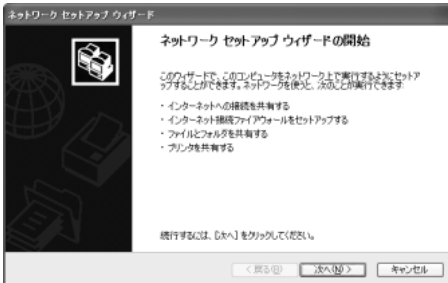 ネットワーク セットアップ ウィザード
ネットワーク セットアップ ウィザードの開始
このウィザードで、このコンピュータをネットワーク上で実行するようにセットア
ップすることができます。ネットワークを使うと、次のことが実行できます:
・ インターネットへの接続を共有する
・ インターネット接続ファイアウォールをセットアップする
・ ファイルとフォルダを共有する
・ プリンタを共有する
続行するには、[次へ] をクリックしてください。
< 戻る(B) 次へ(N) > キャンセル